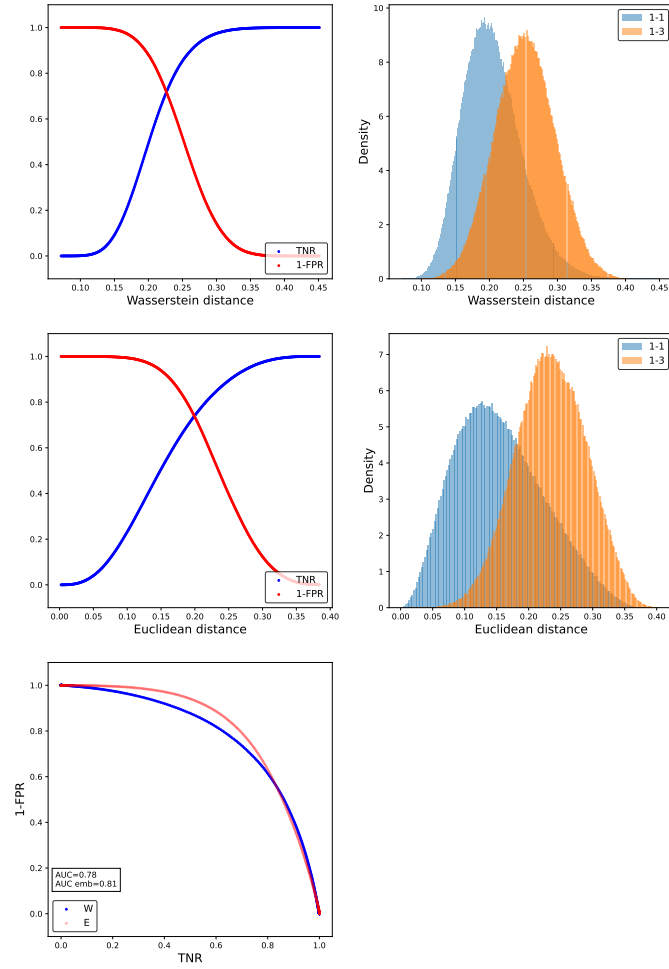 1.0
0.8
0.6
0.4
0.2
0.0
0.10 0.15 0.20 0.25 0.30 0.35 0.40 0.45
Wasserstein distance
TNR
1-FPR
10
8
6
4
2
0
Density
0.10 0.15 0.20 0.25 0.30 0.35 0.40 0.45
Wasserstein distance
1-1
1-3
1.0
0.8
0.6
0.4
0.2
0.0
0.00 0.05 0.10 0.15 0.20 0.25 0.30 0.35 0.40
Euclidean distance
TNR
1-FPR
7
6
5
4
3
2
1
0
Density
0.00 0.05 0.10 0.15 0.20 0.25 0.30 0.35 0.40
Euclidean distance
1-1
1-3
1.0
0.8
0.6
0.4
0.2
0.0
1-FPR
AUC=0.78
AUC emb=0.81
W
E
0.0 0.2 0.4 0.6 0.8 1.0
TNR